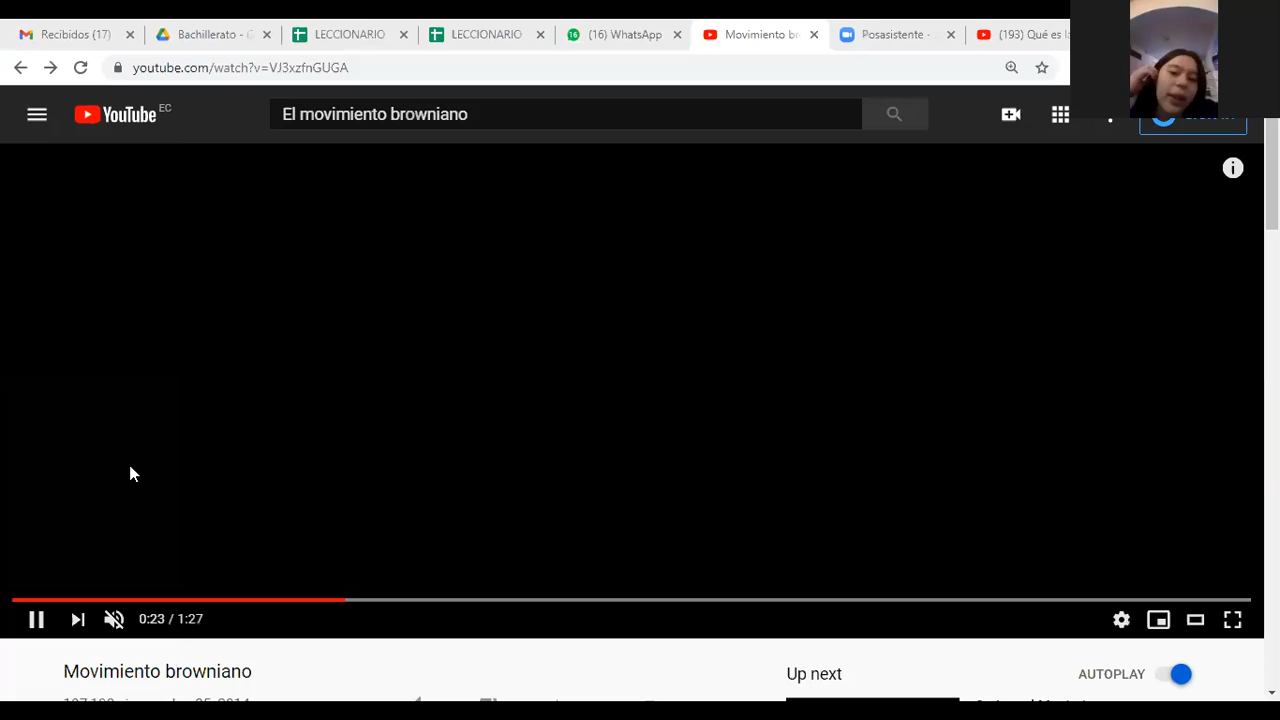 Recibidos (17)
Bachillerato - G
LECCIONARIO
LECCIONARIO
(16) WhatsApp
Movimiento br
Posasistente -
(193) Qué es l
youtube.com/watch?v=VJ3xzfnGUGA
YouTube EC
El movimiento browniano
0:23 / 1:27
Movimiento browniano
Up next
AUTOPLAY